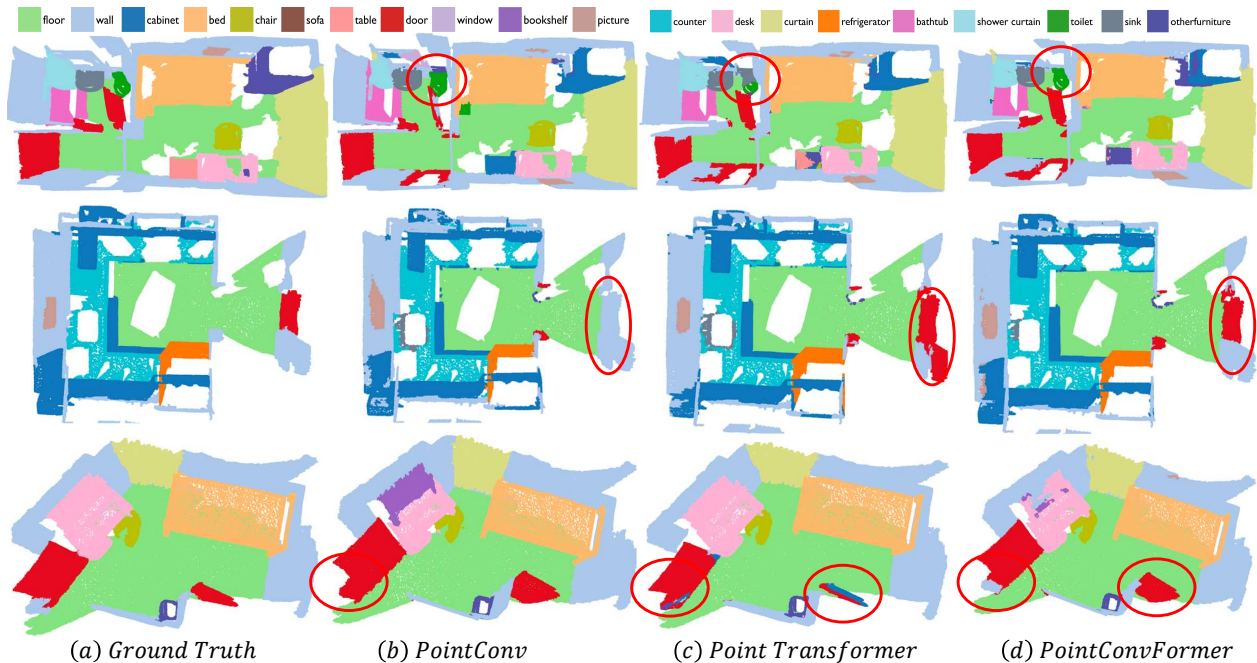 floor wall cabinet bed chair sofa table door window bookshelf picture counter desk curtain refrigerator bathtub shower curtain toilet sink otherfurniture
(a) Ground Truth (b) PointConv (c) Point Transformer (d) PointConvFormer